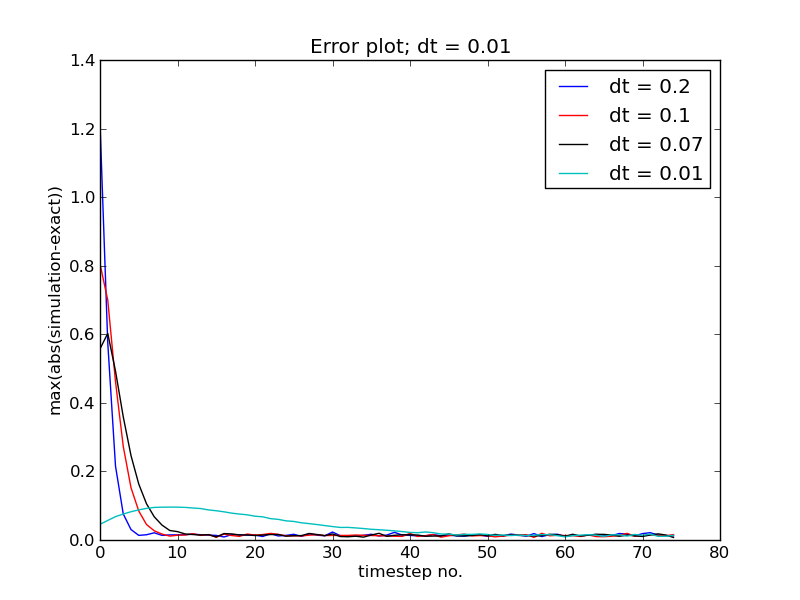 Error plot; dt = 0.01
max(abs(simulation-exact))
1.4
1.2
1.0
0.8
0.6
0.4
0.2
0.0
dt = 0.2
dt = 0.1
dt = 0.07
dt = 0.01
0 10 20 30 40 50 60 70 80
timestep no.